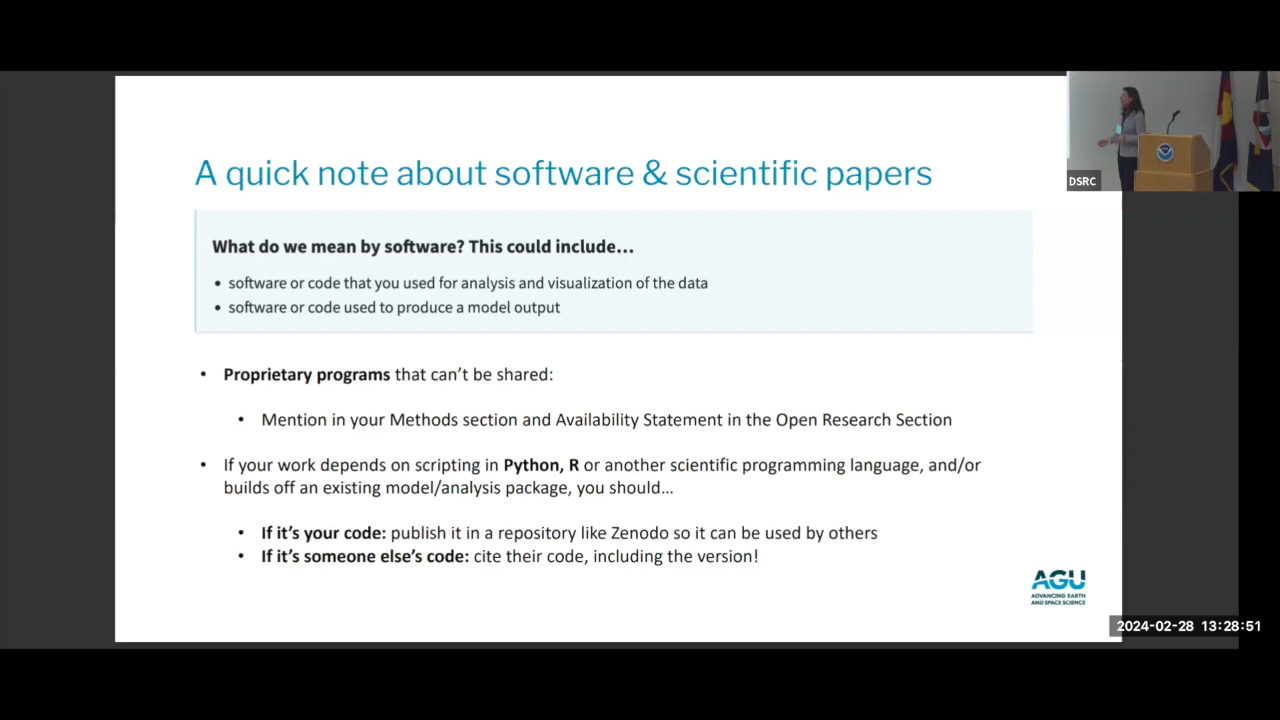 A quick note about software & scientific papers
DSRC
What do we mean by software? This could include...
• software or code that you used for analysis and visualization of the data
• software or code used to produce a model output
• Proprietary programs that can't be shared:
• Mention in your Methods section and Availability Statement in the Open Research Section
• If your work depends on scripting in Python, R or another scientific programming language, and/or
builds off an existing model/analysis package, you should...
• If it's your code: publish it in a repository like Zenodo so it can be used by others
• If it's someone else's code: cite their code, including the version!
AGU
ADVANCING EARTH
AND SPACE SCIENCE
2024-02-28 13:28:51